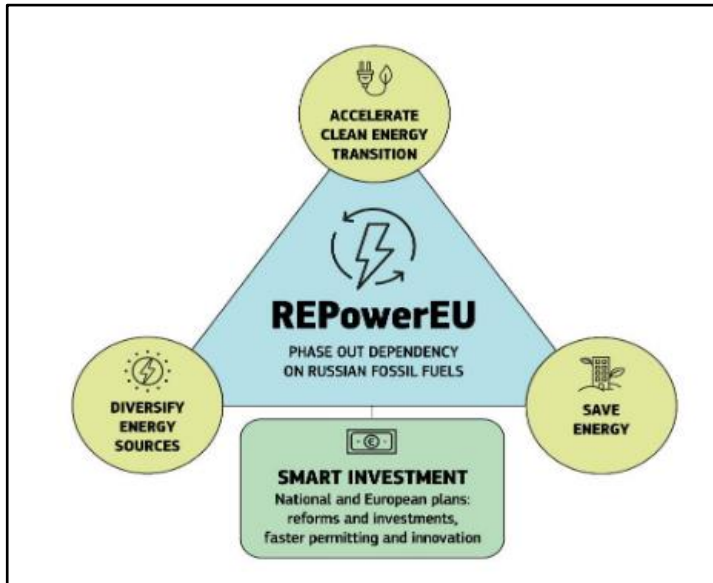 ACCELERATE
CLEAN ENERGY
TRANSITION
REPowerEU
PHASE OUT DEPENDENCY
ON RUSSIAN FOSSIL FUELS
DIVERSIFY
ENERGY
SOURCES
SAVE
ENERGY
€
SMART INVESTMENT
National and European plans:
reforms and investments,
faster permitting and innovation